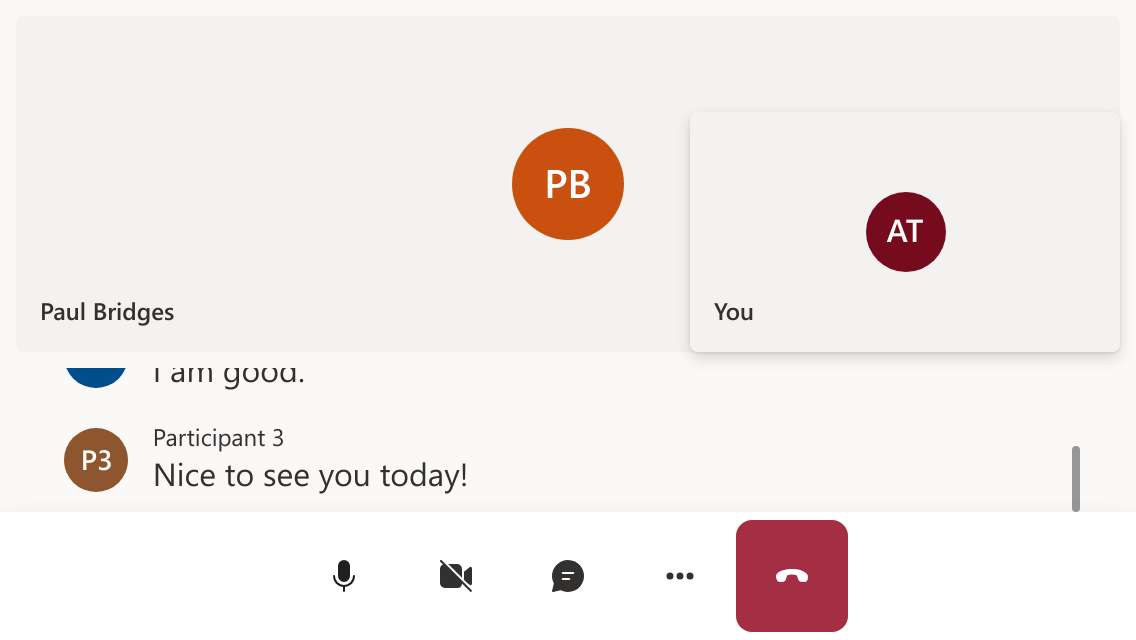 PB
AT
Paul Bridges
You
I am good.
Participant 3
P3
Nice to see you today!